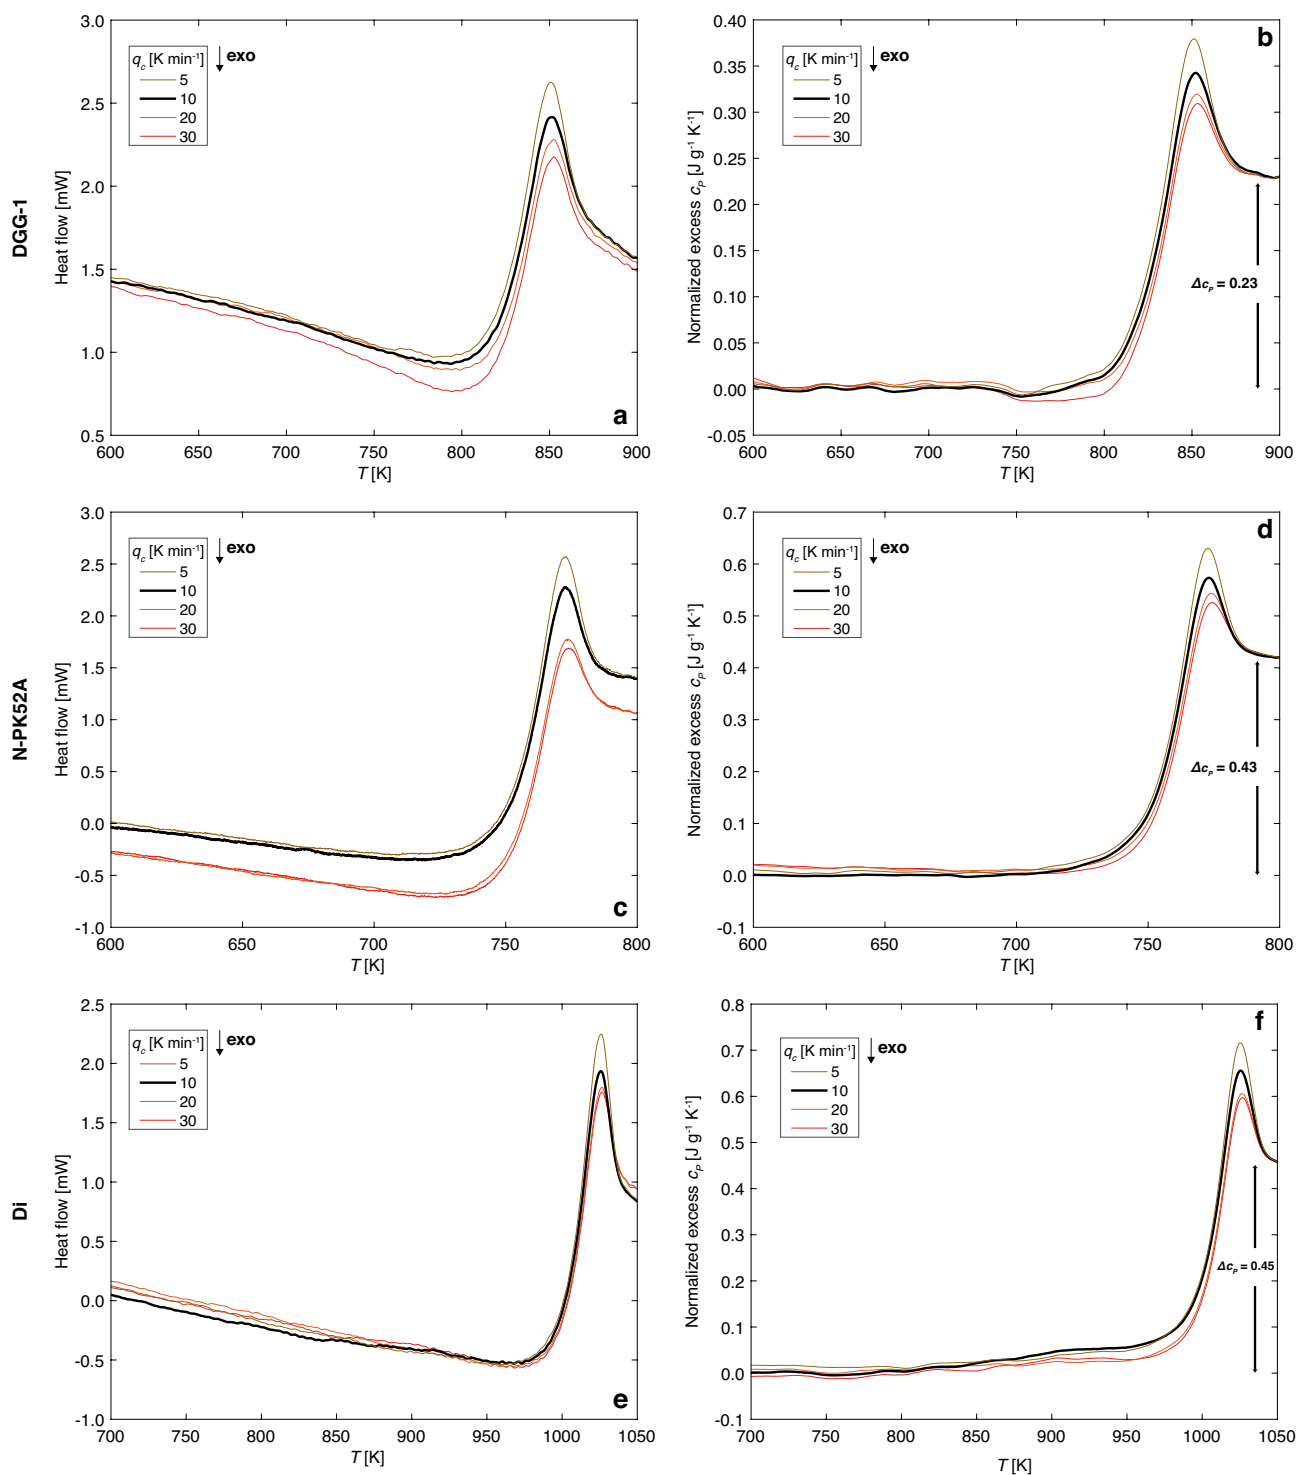 DGG-1
3.0
2.5
2.0
1.5
1.0
0.5
Heat flow [mW]
q_c [K min⁻¹]
5
10
20
30
exo
a
600 650 700 750 800 850 900
T [K]
0.40
0.35
0.30
0.25
0.20
0.15
0.10
0.05
0.00
-0.05
Normalized excess c_P [J g⁻¹ K⁻¹]
q_c [K min⁻¹]
5
10
20
30
exo
b
Δc_P = 0.23
600 650 700 750 800 850 900
T [K]
N-PK52A
3.0
2.5
2.0
1.5
1.0
0.5
0.0
-0.5
-1.0
Heat flow [mW]
q_c [K min⁻¹]
5
10
20
30
exo
c
600 650 700 750 800
T [K]
0.7
0.6
0.5
0.4
0.3
0.2
0.1
0.0
-0.1
Normalized excess c_P [J g⁻¹ K⁻¹]
q_c [K min⁻¹]
5
10
20
30
exo
d
Δc_P = 0.43
600 650 700 750 800
T [K]
Di
2.5
2.0
1.5
1.0
0.5
0.0
-0.5
-1.0
Heat flow [mW]
q_c [K min⁻¹]
5
10
20
30
exo
e
700 750 800 850 900 950 1000 1050
T [K]
0.8
0.7
0.6
0.5
0.4
0.3
0.2
0.1
0.0
-0.1
Normalized excess c_P [J g⁻¹ K⁻¹]
q_c [K min⁻¹]
5
10
20
30
exo
f
Δc_P = 0.45
700 750 800 850 900 950 1000 1050
T [K]